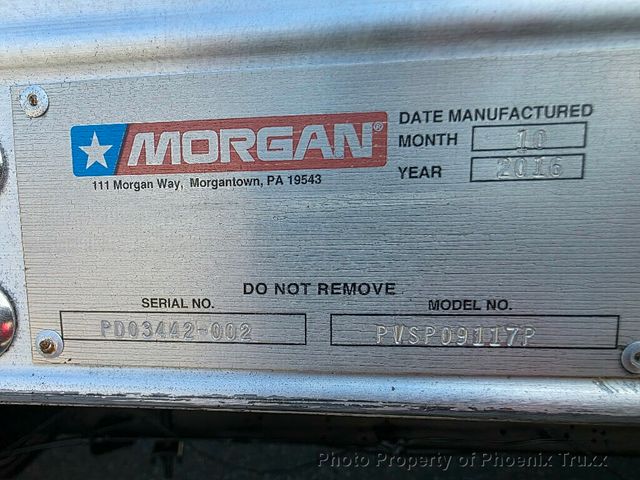 MORGAN®
111 Morgan Way, Morgantown, PA 19543
DATE MANUFACTURED
MONTH 10
YEAR 2016
DO NOT REMOVE
SERIAL NO. MODEL NO.
PD03442-002 PVSP09117P
Photo Property of Phoenix Truxx